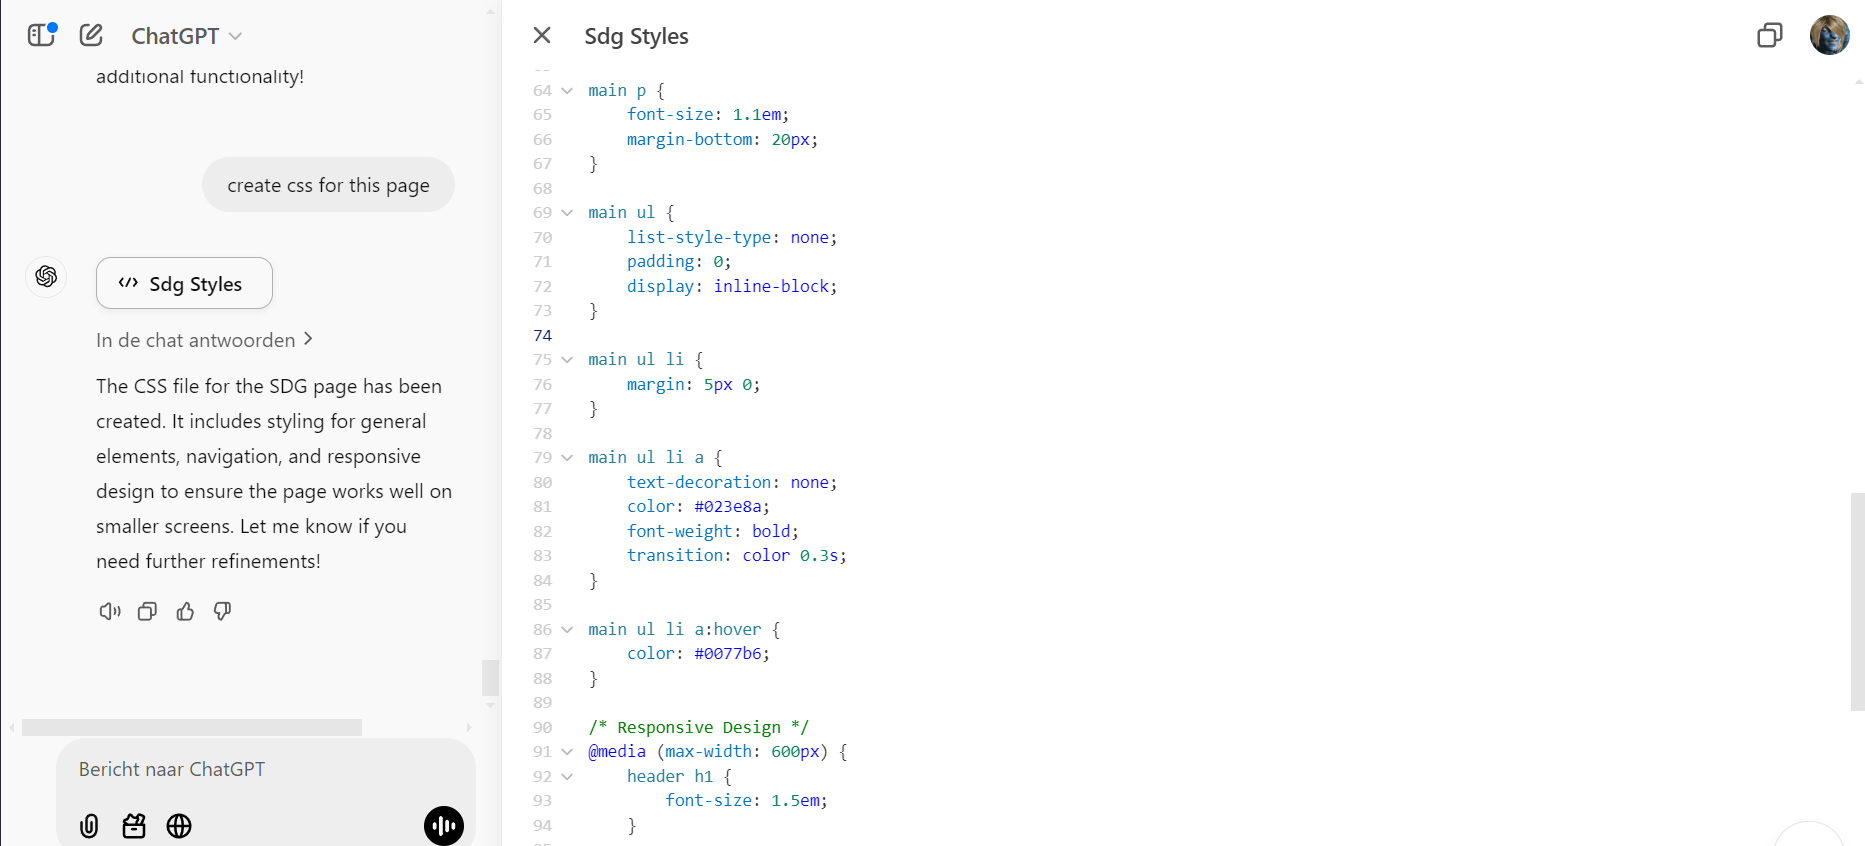 ChatGPT
additional functionality!
create css for this page
Sdg Styles
In de chat antwoorden
The CSS file for the SDG page has been
created. It includes styling for general
elements, navigation, and responsive
design to ensure the page works well on
smaller screens. Let me know if you
need further refinements!
Bericht naar ChatGPT
Sdg Styles
64 main p {
65     font-size: 1.1em;
66     margin-bottom: 20px;
67 }
68
69 main ul {
70     list-style-type: none;
71     padding: 0;
72     display: inline-block;
73 }
74
75 main ul li {
76     margin: 5px 0;
77 }
78
79 main ul li a {
80     text-decoration: none;
81     color: #023e8a;
82     font-weight: bold;
83     transition: color 0.3s;
84 }
85
86 main ul li a:hover {
87     color: #0077b6;
88 }
89
90 /* Responsive Design */
91 @media (max-width: 600px) {
92     header h1 {
93         font-size: 1.5em;
94     }